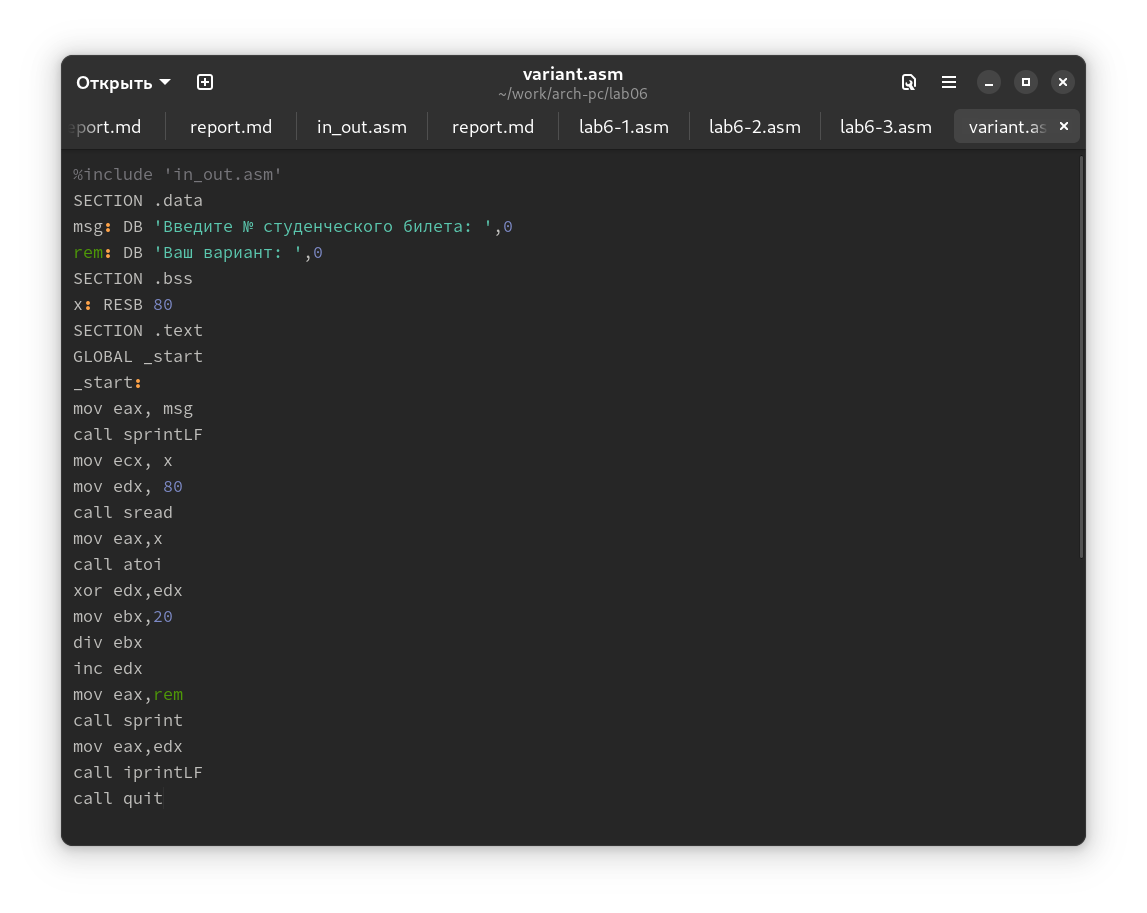 Открыть
variant.asm
~/work/arch-pc/lab06
report.md report.md in_out.asm report.md lab6-1.asm lab6-2.asm lab6-3.asm variant.as
%include 'in_out.asm'
SECTION .data
msg: DB 'Введите № студенческого билета: ',0
rem: DB 'Ваш вариант: ',0
SECTION .bss
x: RESB 80
SECTION .text
GLOBAL _start
_start:
mov eax, msg
call sprintLF
mov ecx, x
mov edx, 80
call sread
mov eax,x
call atoi
xor edx,edx
mov ebx,20
div ebx
inc edx
mov eax,rem
call sprint
mov eax,edx
call iprintLF
call quit